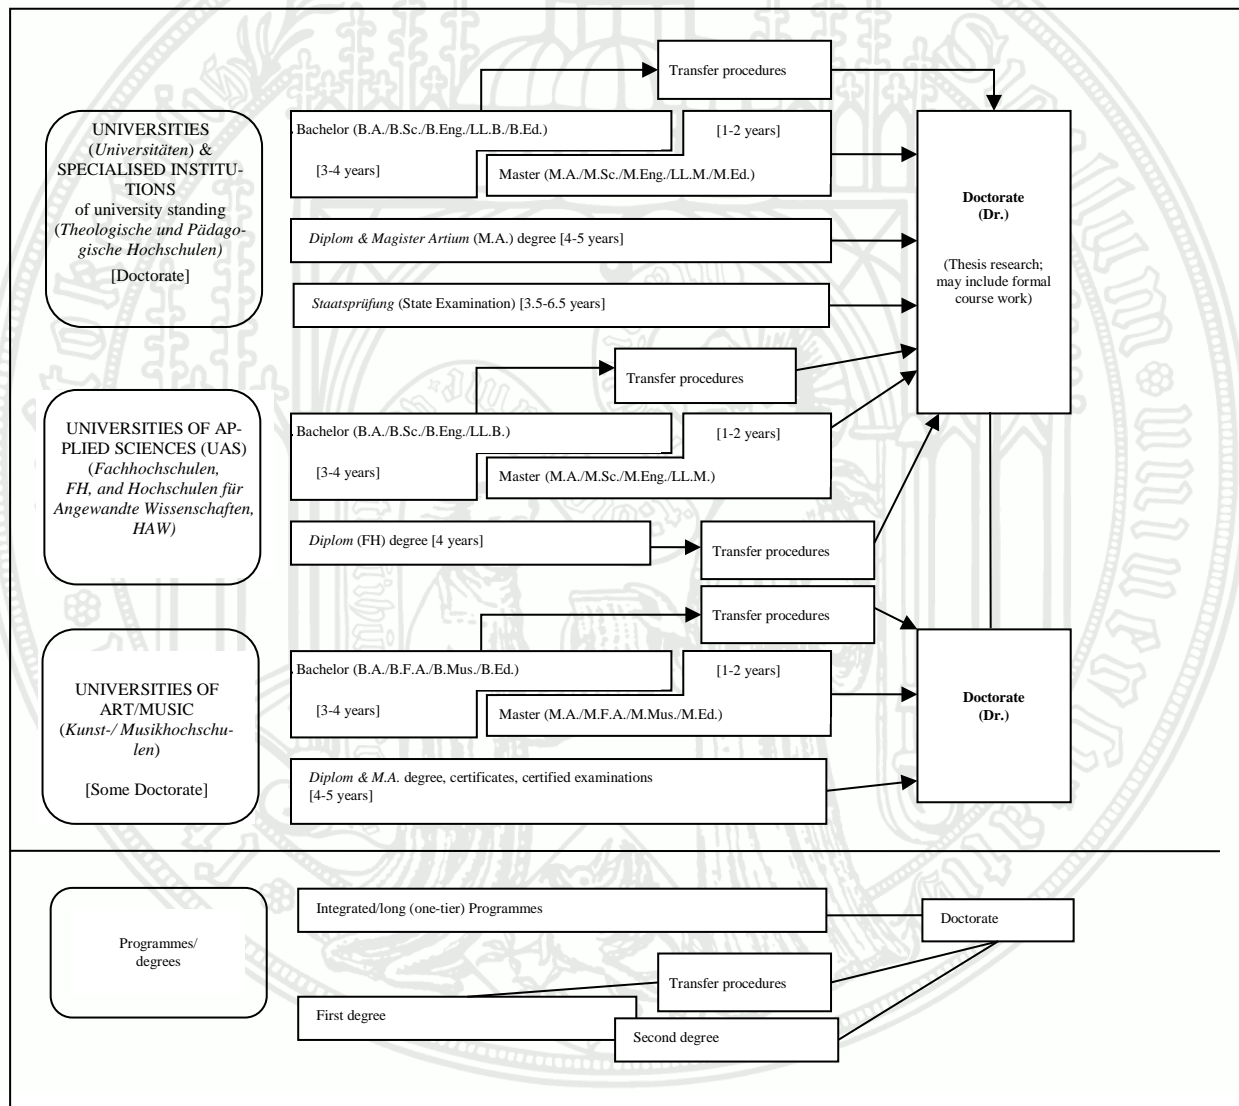 Transfer procedures
UNIVERSITIES
(Universitäten) &
SPECIALISED INSTITU-
TIONS
of university standing
(Theologische und Pädago-
gische Hochschulen)
[Doctorate]
Bachelor (B.A./B.Sc./B.Eng./LL.B./B.Ed.)
[3-4 years]
[1-2 years]
Master (M.A./M.Sc./M.Eng./LL.M./M.Ed.)
Diplom & Magister Artium (M.A.) degree [4-5 years]
Staatsprüfung (State Examination) [3.5-6.5 years]
Doctorate
(Dr.)
(Thesis research;
may include formal
course work)
Transfer procedures
UNIVERSITIES OF AP-
PLIED SCIENCES (UAS)
(Fachhochschulen,
FH, and Hochschulen für
Angewandte Wissenschaften,
HAW)
Bachelor (B.A./B.Sc./B.Eng./LL.B.)
[3-4 years]
[1-2 years]
Master (M.A./M.Sc./M.Eng./LL.M.)
Diplom (FH) degree [4 years]
Transfer procedures
Transfer procedures
UNIVERSITIES OF
ART/MUSIC
(Kunst-/ Musikhochschu-
len)
[Some Doctorate]
Bachelor (B.A./B.F.A./B.Mus./B.Ed.)
[3-4 years]
[1-2 years]
Master (M.A./M.F.A./M.Mus./M.Ed.)
Diplom & M.A. degree, certificates, certified examinations
[4-5 years]
Doctorate
(Dr.)
Programmes/
degrees
Integrated/long (one-tier) Programmes
Doctorate
Transfer procedures
First degree
Second degree